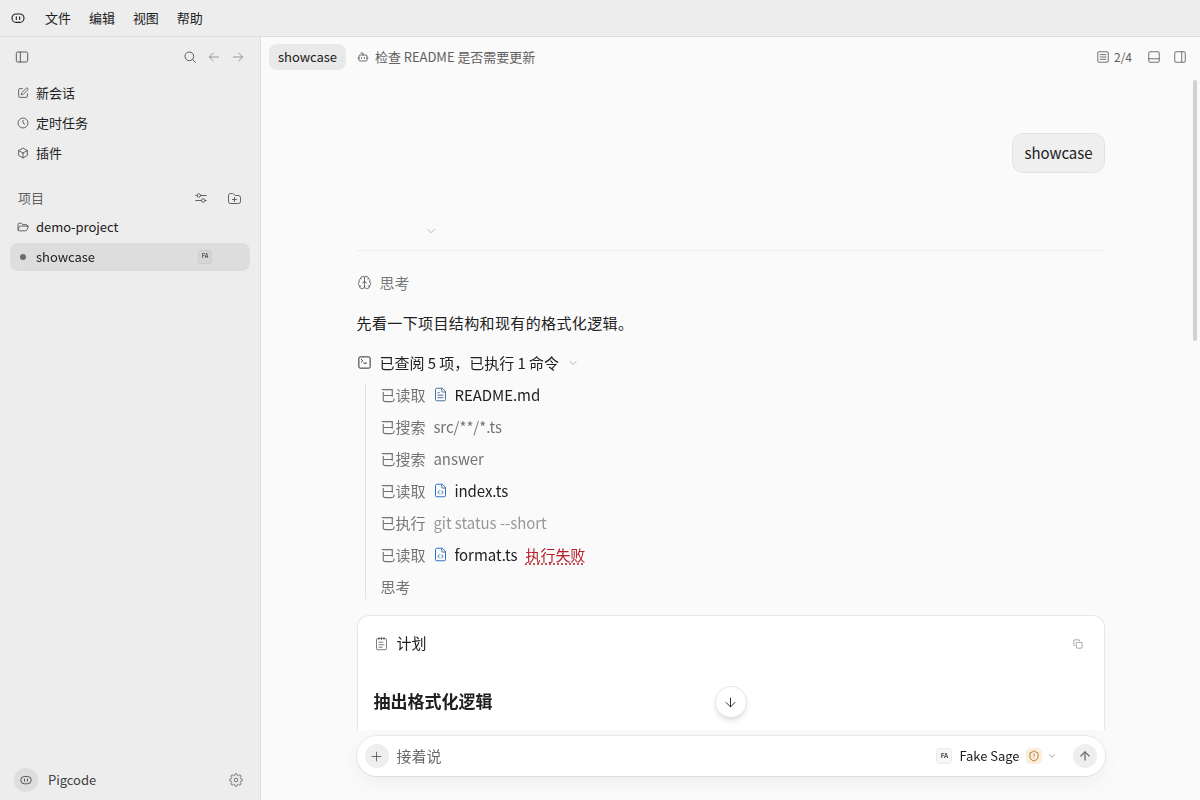 文件 编辑 视图 帮助
showcase 检查 README 是否需要更新 2/4
新会话
定时任务
插件
项目
demo-project
showcase FA
showcase
思考
先看一下项目结构和现有的格式化逻辑。
已查阅 5 项，已执行 1 命令
已读取 README.md
已搜索 src/**/*.ts
已搜索 answer
已读取 index.ts
已执行 git status --short
已读取 format.ts 执行失败
思考
计划
抽出格式化逻辑
接着说 FA Fake Sage
Pigcode